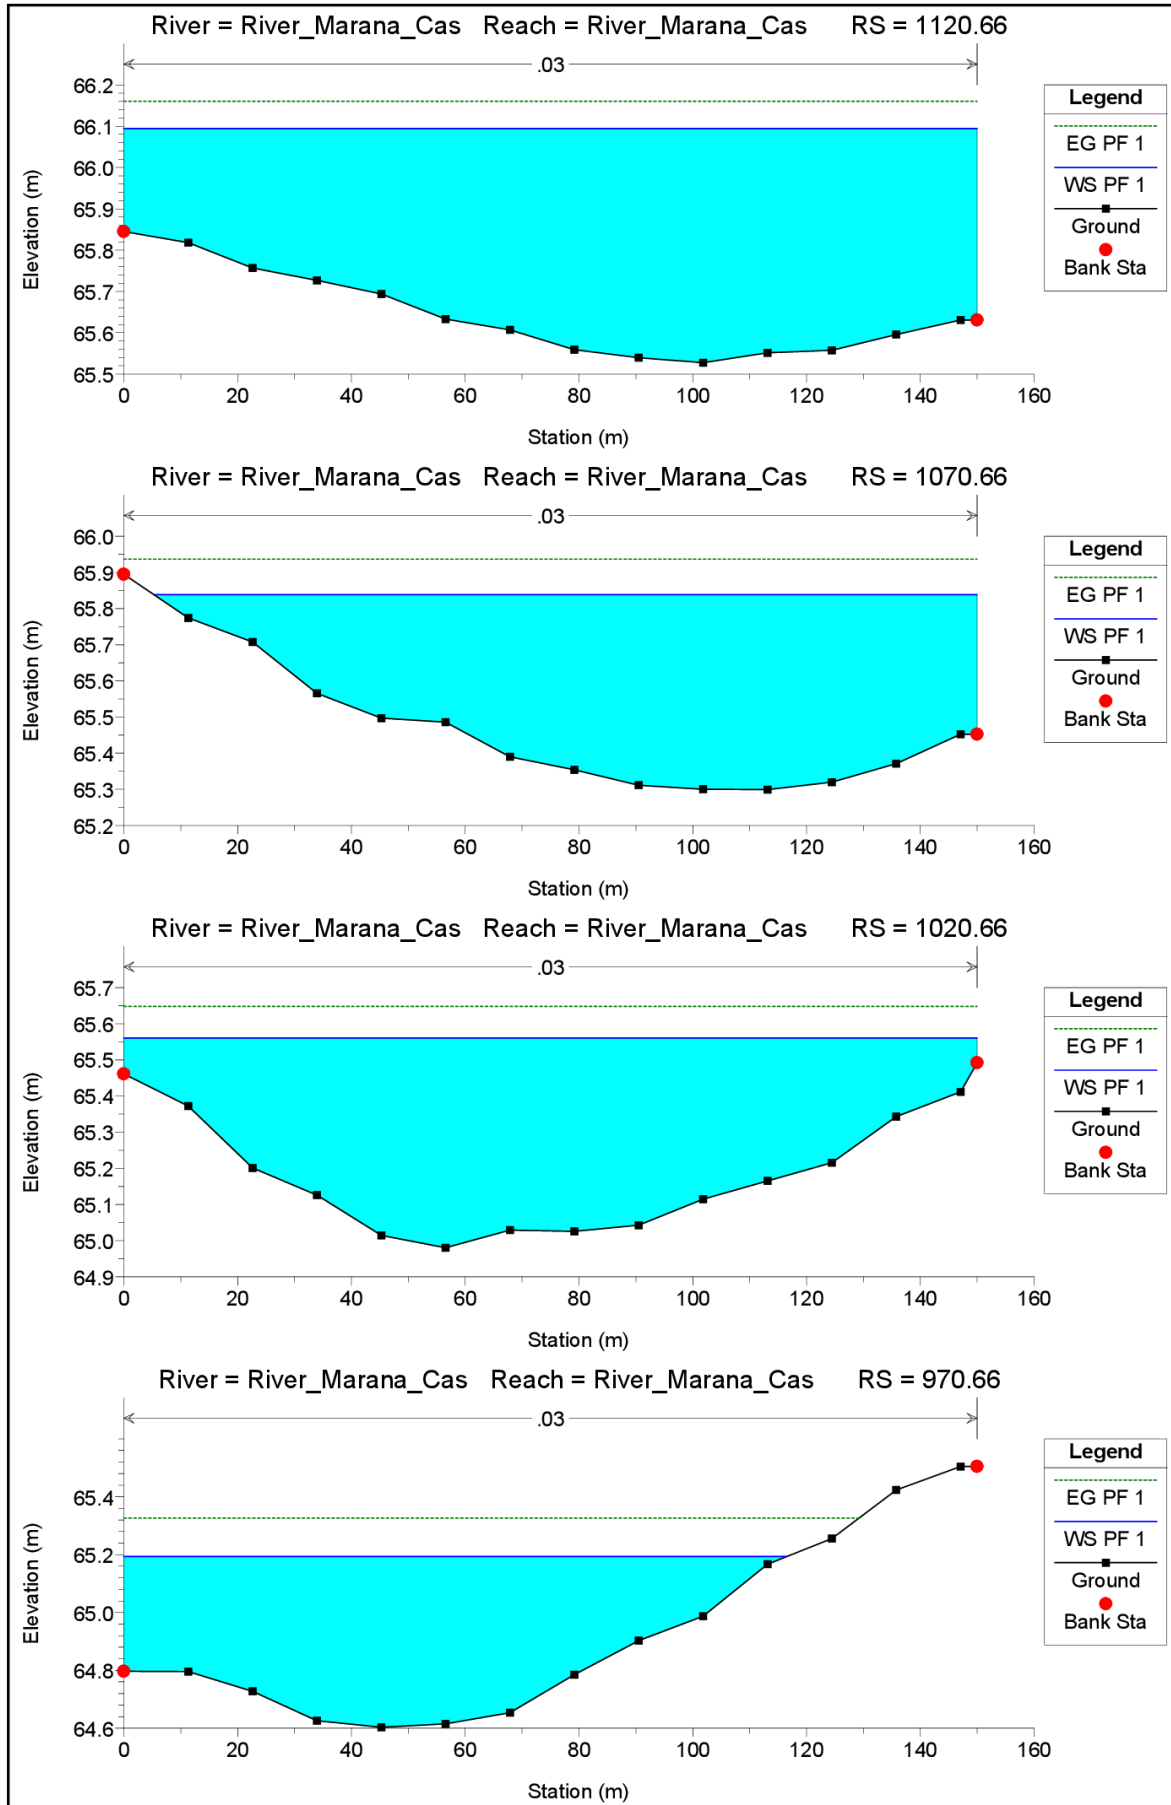 River = River_Marana_Cas Reach = River_Marana_Cas RS = 1120.66
.03
66.2
66.1
66.0
65.9
65.8
65.7
65.6
65.5
Elevation (m)
0 20 40 60 80 100 120 140 160
Station (m)
Legend
EG PF 1
WS PF 1
Ground
Bank Sta
River = River_Marana_Cas Reach = River_Marana_Cas RS = 1070.66
.03
66.0
65.9
65.8
65.7
65.6
65.5
65.4
65.3
65.2
Elevation (m)
0 20 40 60 80 100 120 140 160
Station (m)
Legend
EG PF 1
WS PF 1
Ground
Bank Sta
River = River_Marana_Cas Reach = River_Marana_Cas RS = 1020.66
.03
65.7
65.6
65.5
65.4
65.3
65.2
65.1
65.0
64.9
Elevation (m)
0 20 40 60 80 100 120 140 160
Station (m)
Legend
EG PF 1
WS PF 1
Ground
Bank Sta
River = River_Marana_Cas Reach = River_Marana_Cas RS = 970.66
.03
65.4
65.2
65.0
64.8
64.6
Elevation (m)
0 20 40 60 80 100 120 140 160
Station (m)
Legend
EG PF 1
WS PF 1
Ground
Bank Sta